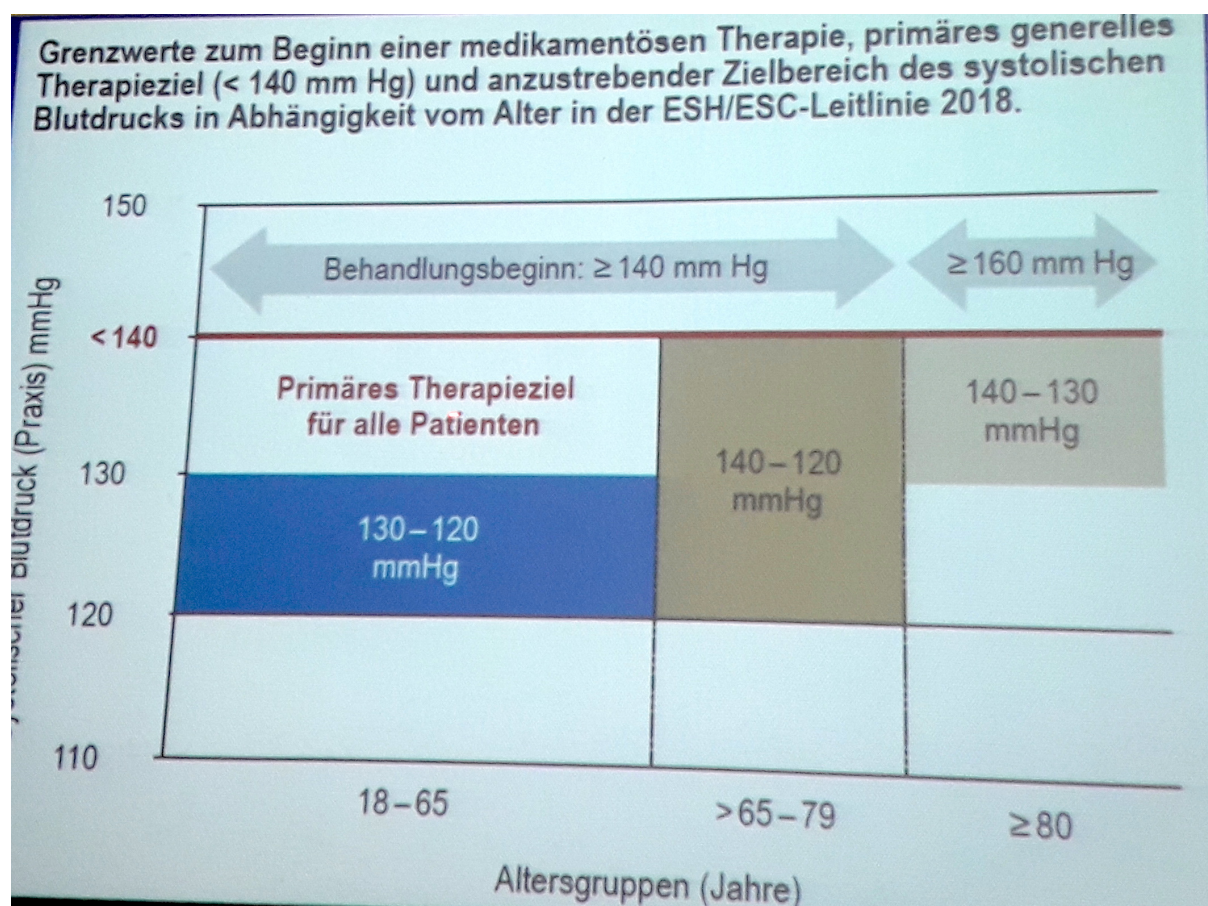 Grenzwerte zum Beginn einer medikamentösen Therapie, primäres generelles
Therapieziel (< 140 mm Hg) und anzustrebender Zielbereich des systolischen
Blutdrucks in Abhängigkeit vom Alter in der ESH/ESC-Leitlinie 2018.
150
Behandlungsbeginn: ≥ 140 mm Hg
≥ 160 mm Hg
< 140
Primäres Therapieziel
für alle Patienten
140–130
mmHg
130
140–120
mmHg
130–120
mmHg
120
110
Blutdruck (Praxis) mmHg
18–65
>65–79
≥80
Altersgruppen (Jahre)